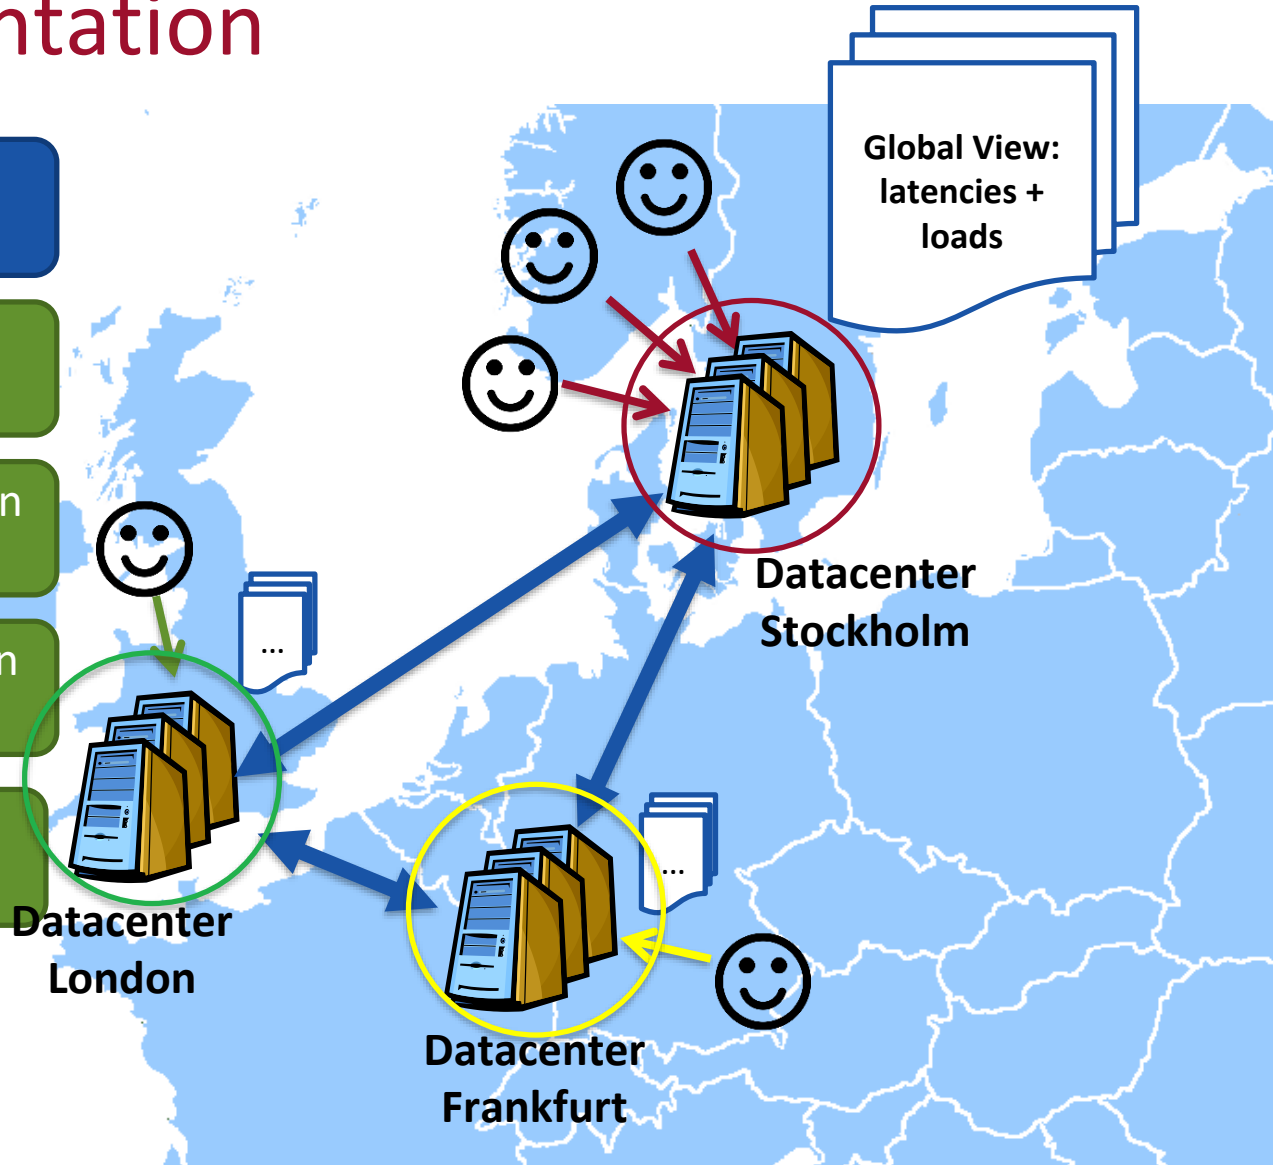 ntation
Global View:
latencies +
loads
n
n
...
Datacenter
Stockholm
...
Datacenter
London
Datacenter
Frankfurt